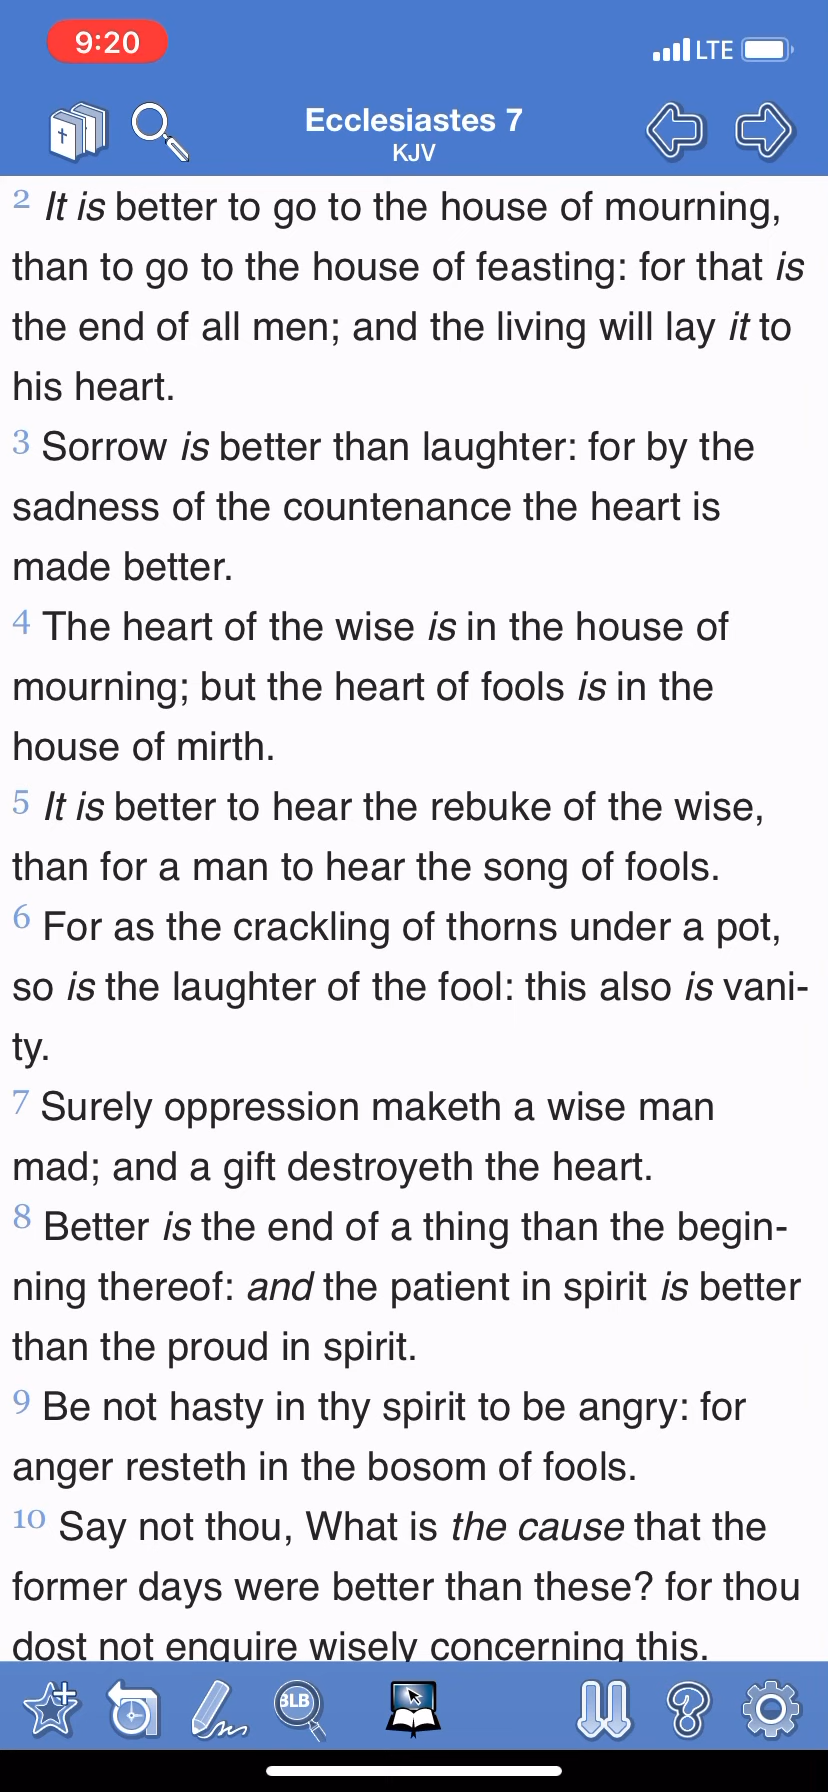 9:20
LTE
Ecclesiastes 7
KJV
2 It is better to go to the house of mourning,
than to go to the house of feasting: for that is
the end of all men; and the living will lay it to
his heart.
3 Sorrow is better than laughter: for by the
sadness of the countenance the heart is
made better.
4 The heart of the wise is in the house of
mourning; but the heart of fools is in the
house of mirth.
5 It is better to hear the rebuke of the wise,
than for a man to hear the song of fools.
6 For as the crackling of thorns under a pot,
so is the laughter of the fool: this also is vani-
ty.
7 Surely oppression maketh a wise man
mad; and a gift destroyeth the heart.
8 Better is the end of a thing than the begin-
ning thereof: and the patient in spirit is better
than the proud in spirit.
9 Be not hasty in thy spirit to be angry: for
anger resteth in the bosom of fools.
10 Say not thou, What is the cause that the
former days were better than these? for thou
dost not enquire wisely concerning this.
BLB